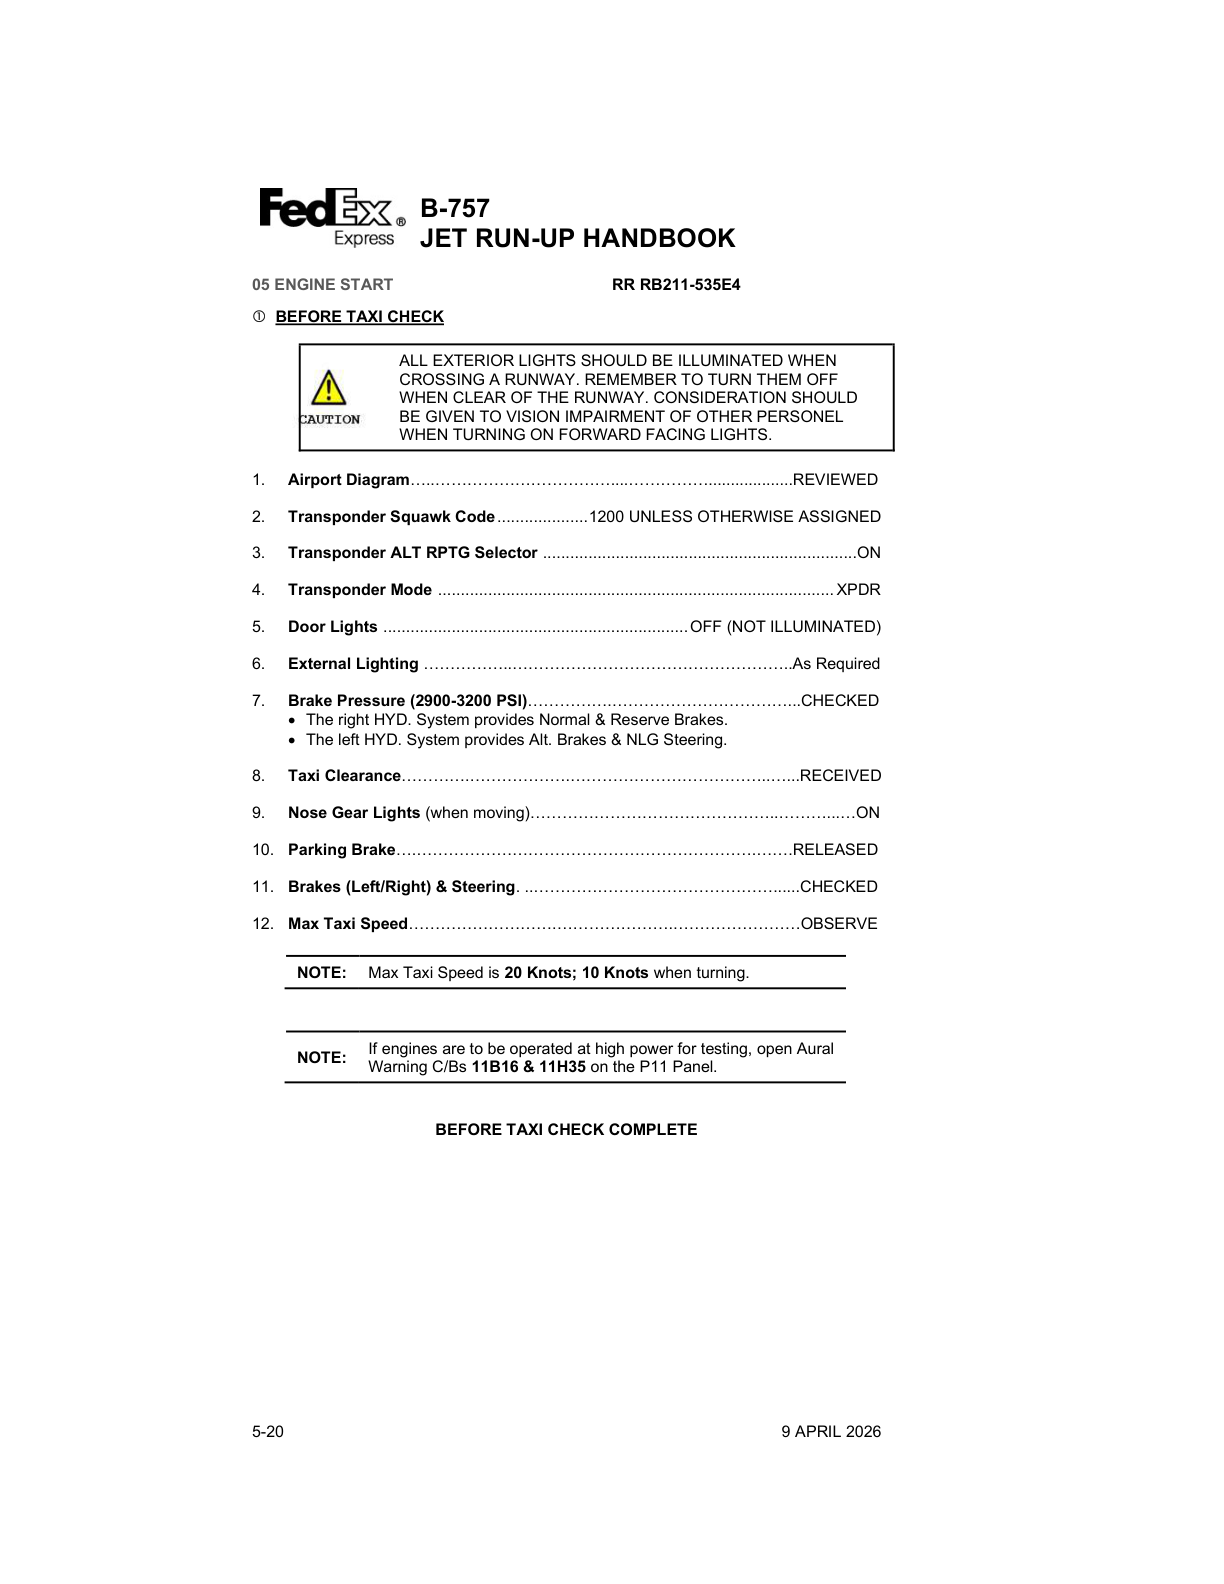 FedEx® B-757
Express JET RUN-UP HANDBOOK
05 ENGINE START RR RB211-535E4
① BEFORE TAXI CHECK
ALL EXTERIOR LIGHTS SHOULD BE ILLUMINATED WHEN
CROSSING A RUNWAY. REMEMBER TO TURN THEM OFF
WHEN CLEAR OF THE RUNWAY. CONSIDERATION SHOULD
BE GIVEN TO VISION IMPAIRMENT OF OTHER PERSONEL
WHEN TURNING ON FORWARD FACING LIGHTS.
CAUTION
1. Airport Diagram…..……………………………....……………...................REVIEWED
2. Transponder Squawk Code....................1200 UNLESS OTHERWISE ASSIGNED
3. Transponder ALT RPTG Selector .....................................................................ON
4. Transponder Mode ....................................................................................... XPDR
5. Door Lights ................................................................... OFF (NOT ILLUMINATED)
6. External Lighting ……………...…………………………………………….As Required
7. Brake Pressure (2900-3200 PSI)…………….………………………………...CHECKED
• The right HYD. System provides Normal & Reserve Brakes.
• The left HYD. System provides Alt. Brakes & NLG Steering.
8. Taxi Clearance………….……………….………………………………..…...RECEIVED
9. Nose Gear Lights (when moving)………………………………………..………...…ON
10. Parking Brake….……………………………………………………….…….RELEASED
11. Brakes (Left/Right) & Steering. ..………………………………………......CHECKED
12. Max Taxi Speed…………………………………………….……………………OBSERVE
NOTE: Max Taxi Speed is 20 Knots; 10 Knots when turning.
NOTE: If engines are to be operated at high power for testing, open Aural
Warning C/Bs 11B16 & 11H35 on the P11 Panel.
BEFORE TAXI CHECK COMPLETE
5-20 9 APRIL 2026